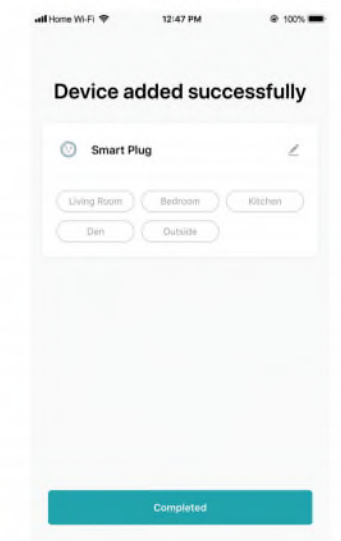 Home Wi-Fi 12:47 PM 100%
Device added successfully
Smart Plug
Living Room Bedroom Kitchen
Den Outside
Completed